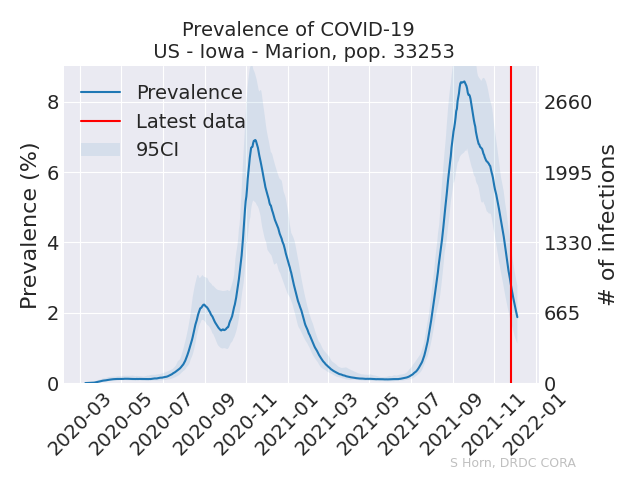 Prevalence of COVID-19
US - Iowa - Marion, pop. 33253
Prevalence
Latest data
95CI
Prevalence (%)
8
6
4
2
0
# of infections
2660
1995
1330
665
0
2020-03
2020-05
2020-07
2020-09
2020-11
2021-01
2021-03
2021-05
2021-07
2021-09
2021-11
2022-01
S Horn, DRDC CORA